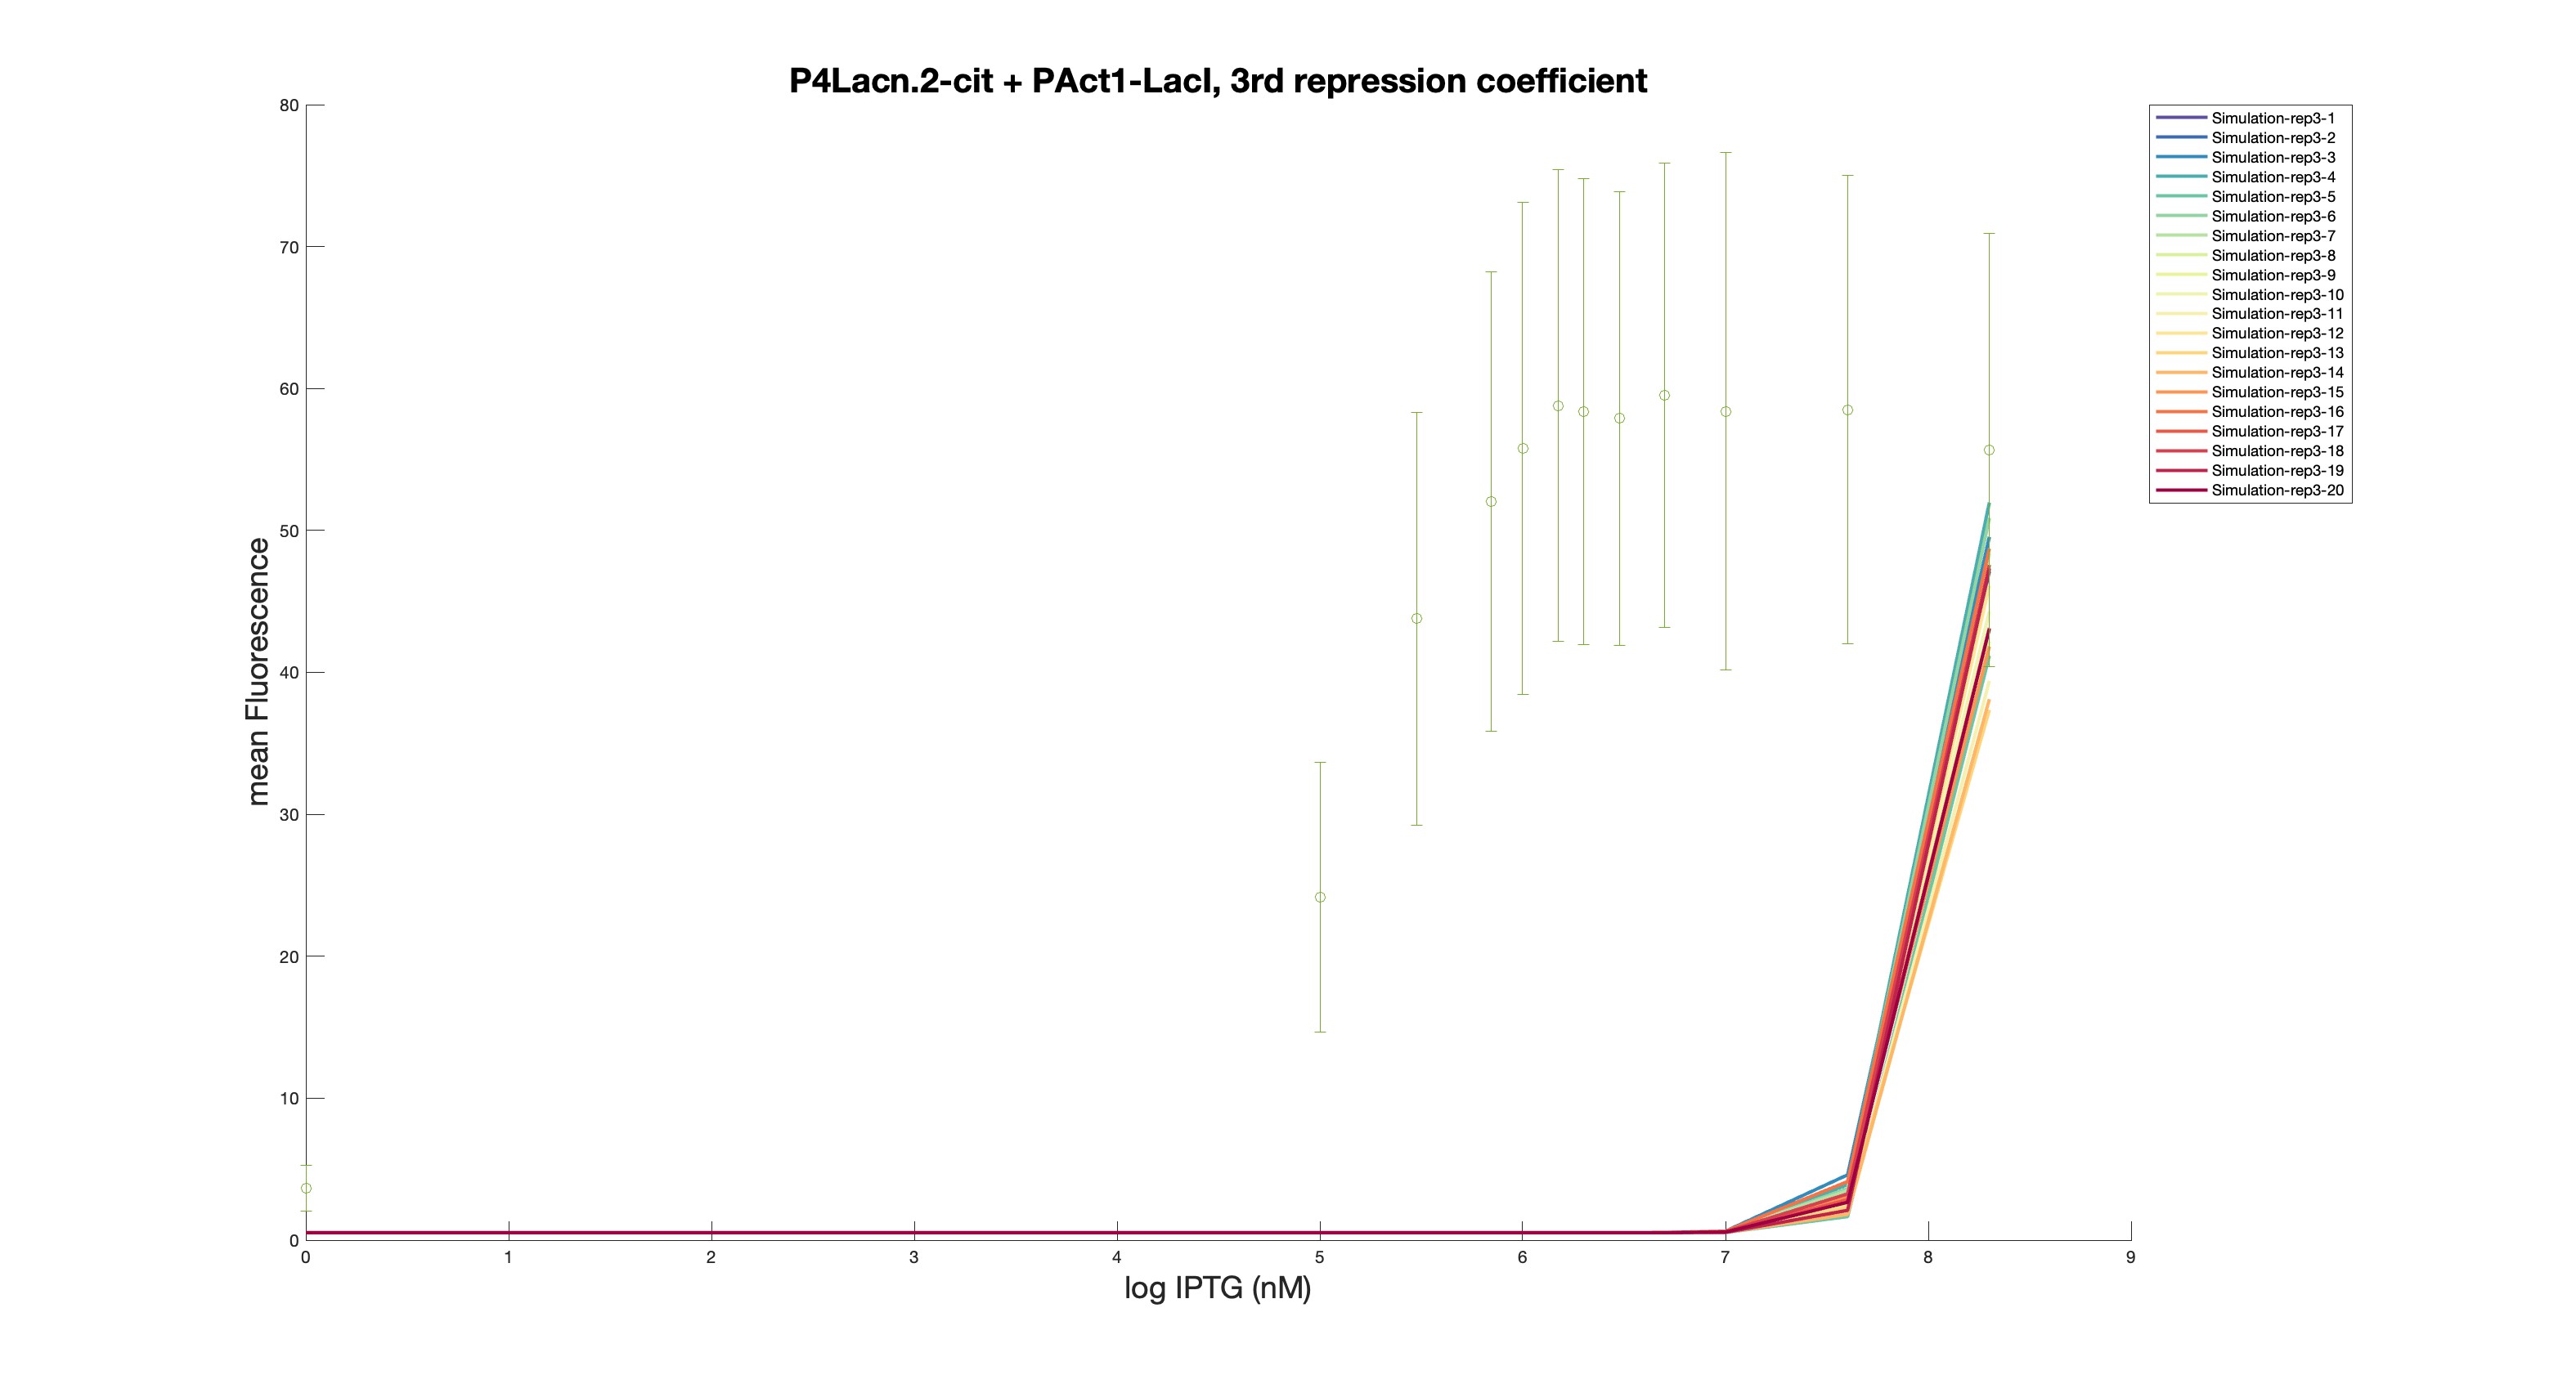 P4Lacn.2-cit + PAct1-LacI, 3rd repression coefficient
80
70
60
50
40
30
20
10
0
mean Fluorescence
0 1 2 3 4 5 6 7 8 9
log IPTG (nM)
Simulation-rep3-1
Simulation-rep3-2
Simulation-rep3-3
Simulation-rep3-4
Simulation-rep3-5
Simulation-rep3-6
Simulation-rep3-7
Simulation-rep3-8
Simulation-rep3-9
Simulation-rep3-10
Simulation-rep3-11
Simulation-rep3-12
Simulation-rep3-13
Simulation-rep3-14
Simulation-rep3-15
Simulation-rep3-16
Simulation-rep3-17
Simulation-rep3-18
Simulation-rep3-19
Simulation-rep3-20